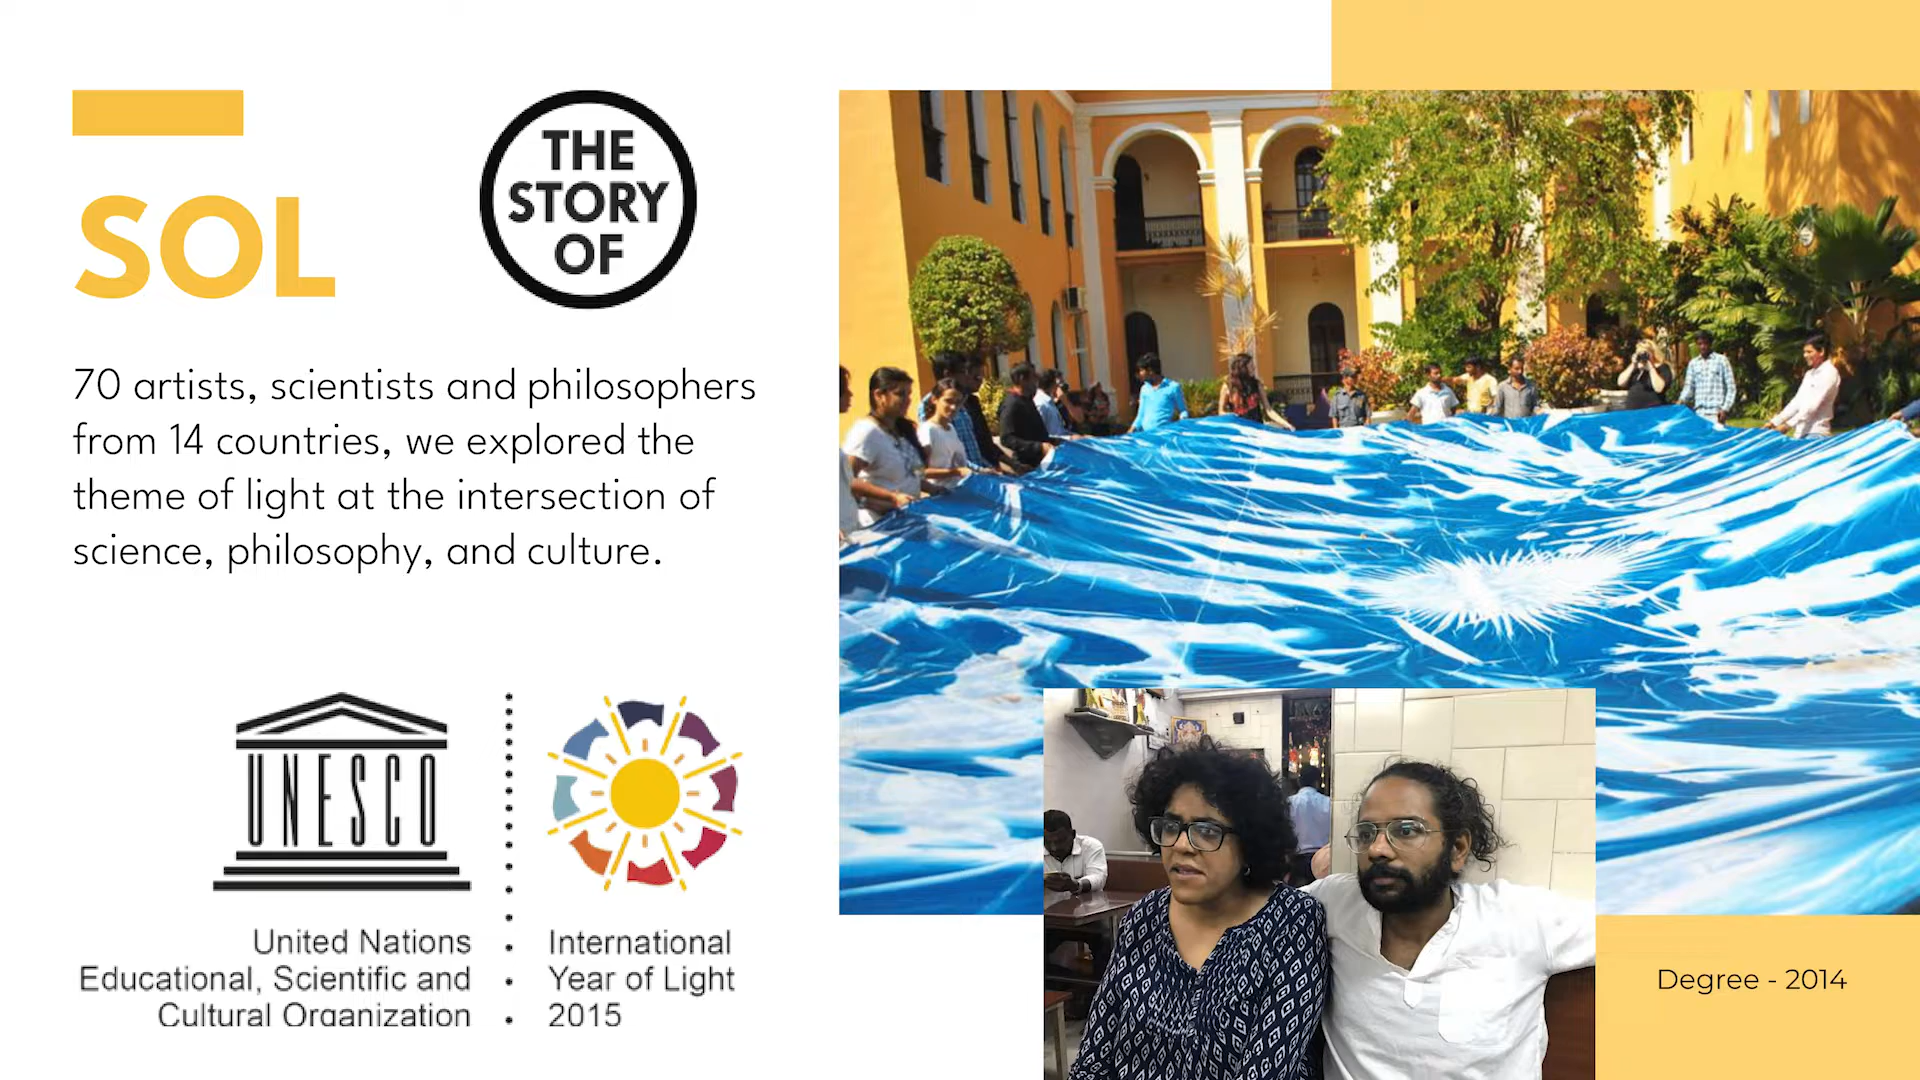 SOL
THE
STORY
OF
70 artists, scientists and philosophers
from 14 countries, we explored the
theme of light at the intersection of
science, philosophy, and culture.
UNESCO
United Nations
Educational, Scientific and
Cultural Organization
International
Year of Light
2015
Degree - 2014